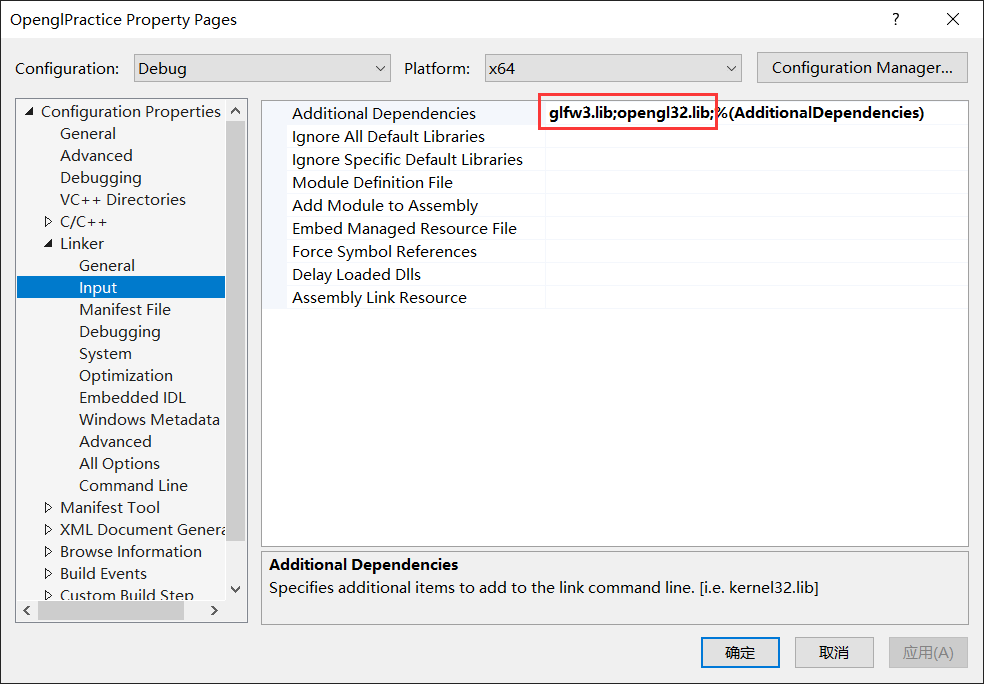 OpenglPractice Property Pages
?
Configuration: Debug Platform: x64 Configuration Manager...
Configuration Properties
General
Advanced
Debugging
VC++ Directories
C/C++
Linker
General
Input
Manifest File
Debugging
System
Optimization
Embedded IDL
Windows Metadata
Advanced
All Options
Command Line
Manifest Tool
XML Document Genera
Browse Information
Build Events
Custom Build Step
Additional Dependencies glfw3.lib;opengl32.lib;%(AdditionalDependencies)
Ignore All Default Libraries
Ignore Specific Default Libraries
Module Definition File
Add Module to Assembly
Embed Managed Resource File
Force Symbol References
Delay Loaded Dlls
Assembly Link Resource
Additional Dependencies
Specifies additional items to add to the link command line. [i.e. kernel32.lib]
确定 取消 应用(A)